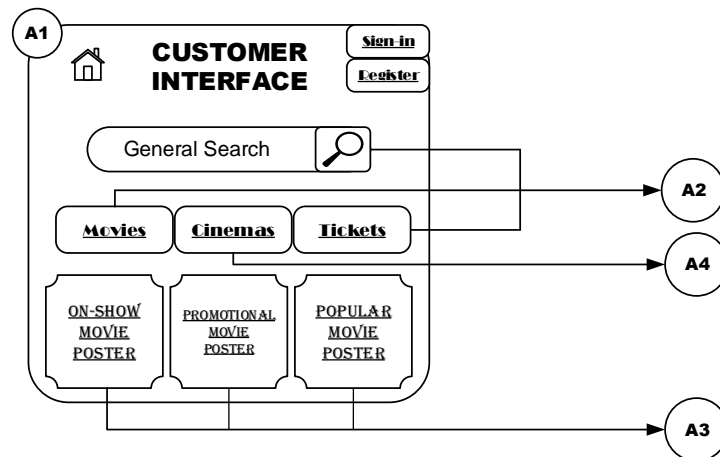 A1
CUSTOMER
INTERFACE
Sign-in
Register
General Search
A2
Movies
Cinemas
Tickets
A4
ON-SHOW
MOVIE
POSTER
PROMOTIONAL
MOVIE
POSTER
POPULAR
MOVIE
POSTER
A3